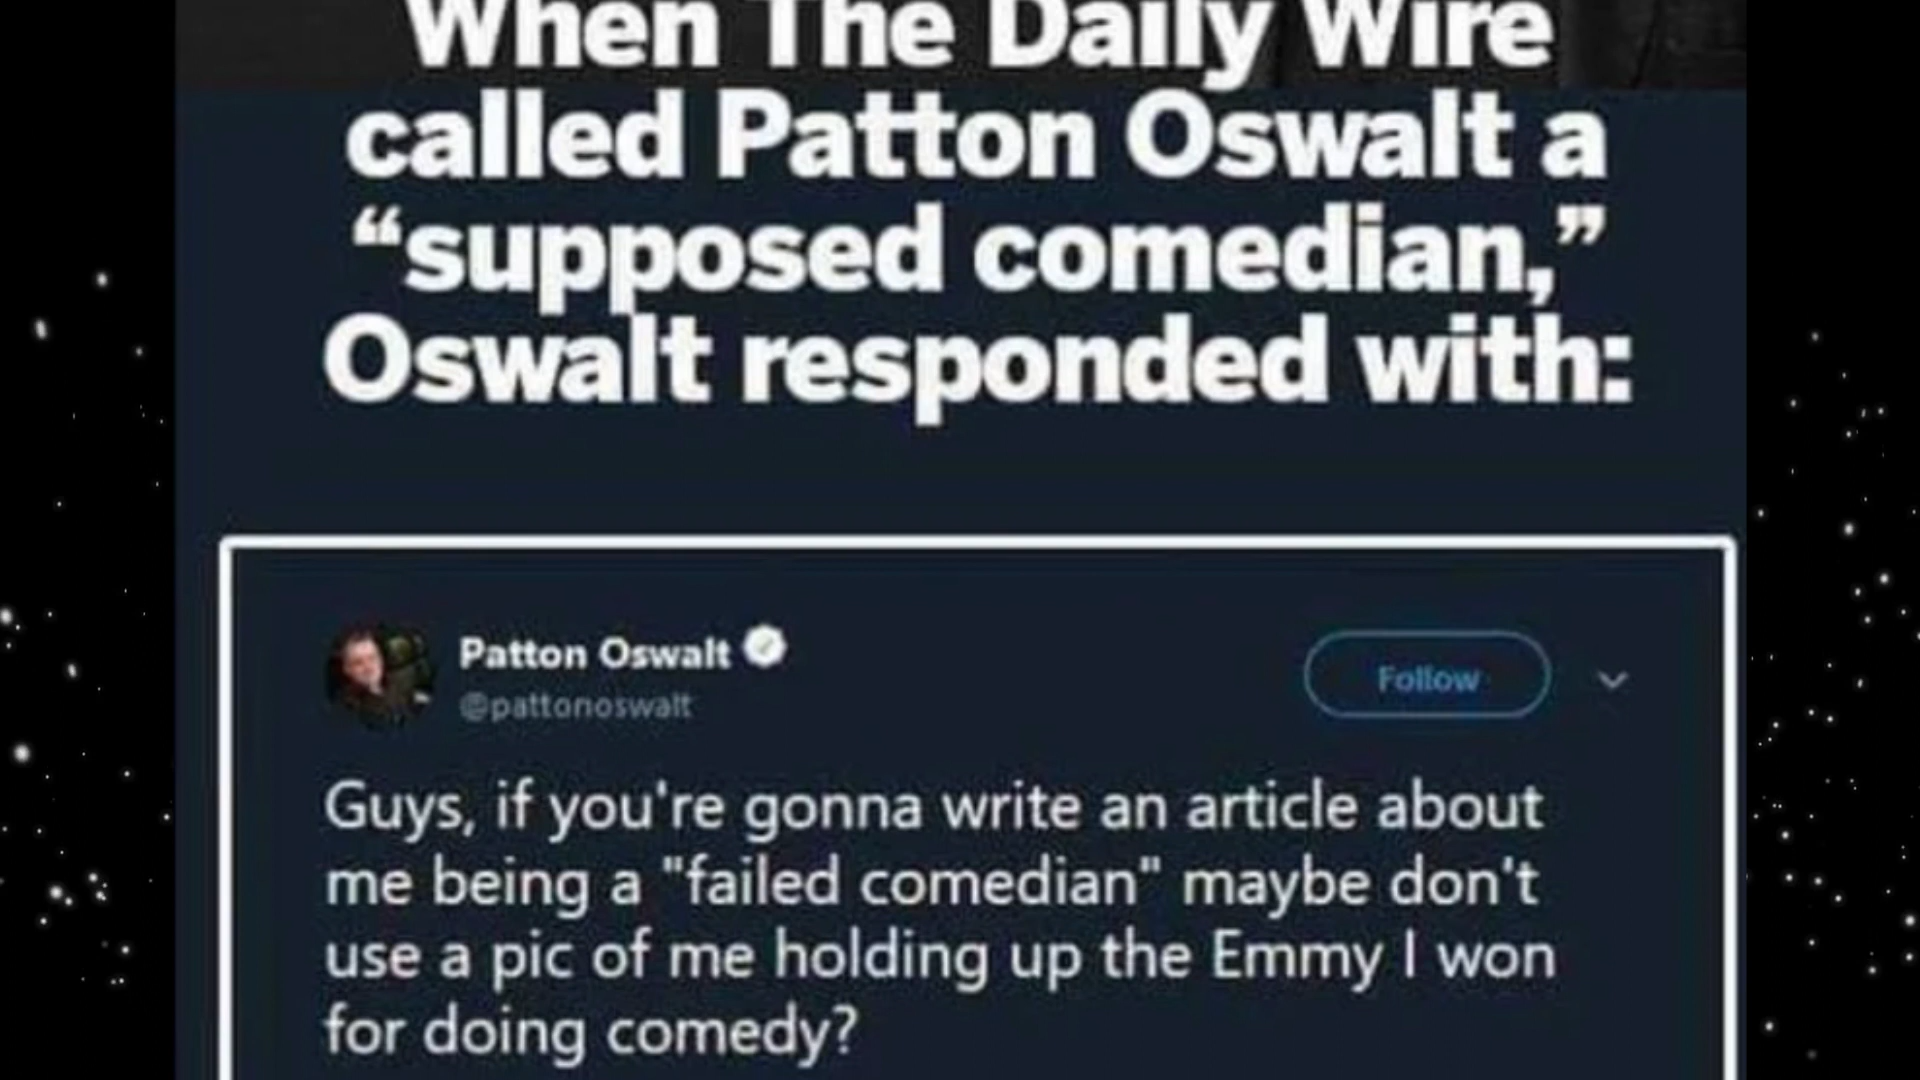 When The Daily Wire
called Patton Oswalt a
“supposed comedian,”
Oswalt responded with:
Patton Oswalt
@pattonoswalt
Follow
Guys, if you're gonna write an article about
me being a "failed comedian" maybe don't
use a pic of me holding up the Emmy I won
for doing comedy?